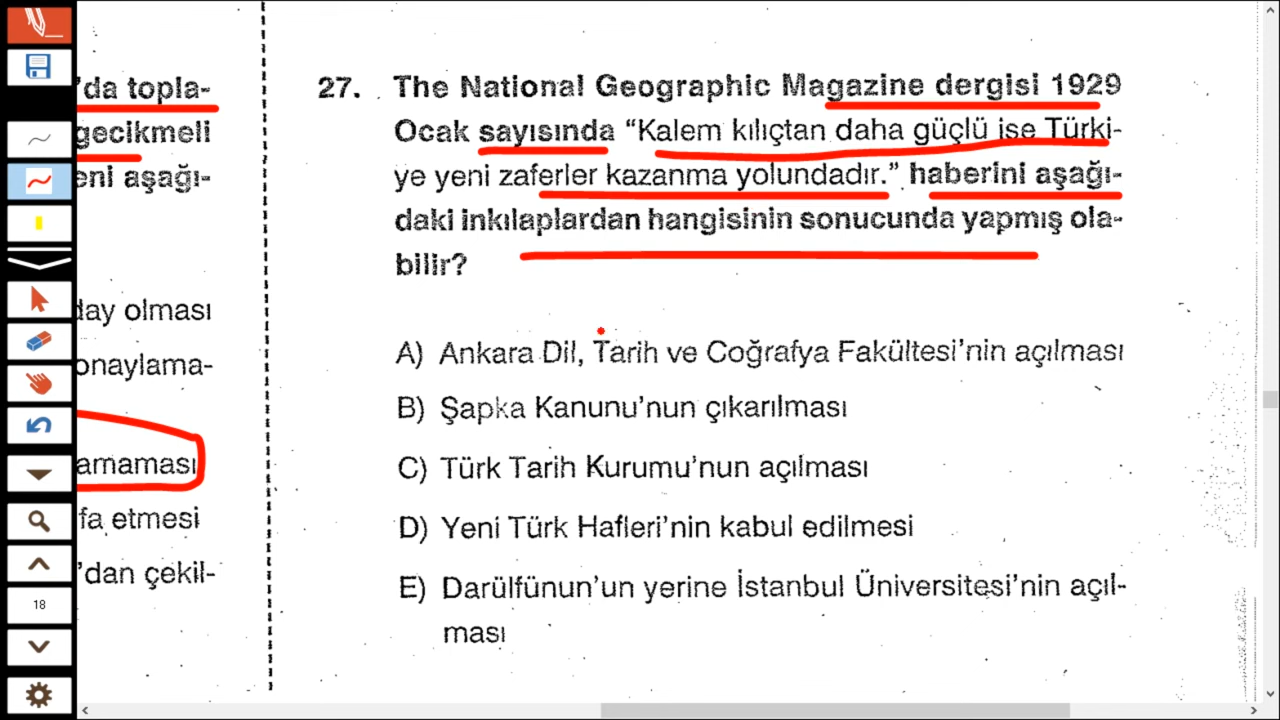 'da topla-
gecikmeli
eni aşağı-
day olması
onaylama-
amaması
fa etmesi
'dan çekil-
18
27. The National Geographic Magazine dergisi 1929
Ocak sayısında “Kalem kılıçtan daha güçlü ise Türki-
ye yeni zaferler kazanma yolundadır.” haberini aşağı-
daki inkılaplardan hangisinin sonucunda yapmış ola-
bilir?
A) Ankara Dil, Tarih ve Coğrafya Fakültesi’nin açılması
B) Şapka Kanunu’nun çıkarılması
C) Türk Tarih Kurumu’nun açılması
D) Yeni Türk Hafleri’nin kabul edilmesi
E) Darülfünun’un yerine İstanbul Üniversitesi’nin açıl-
ması